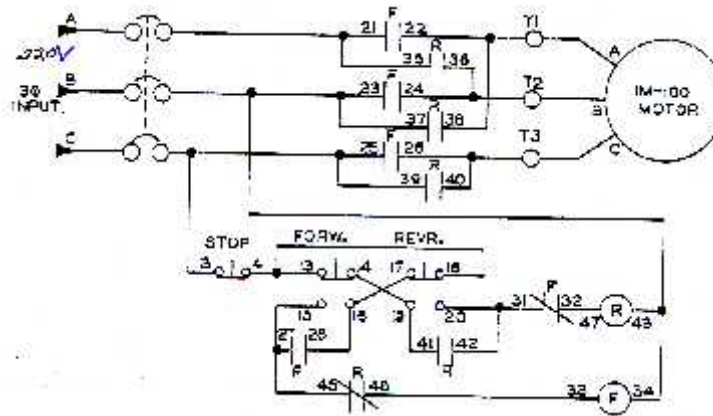 A
F
21 22
T1
220V
R
35 36
A
B
F
30
INPUT.
23 24
T2
B
IM-100
MOTOR
R
37 38
C
F
25 26
T3
C
R
39 40
STOP
FORW. REVR.
3 4
13 4 17 18
31 F 32
47 R 43
15 16 19 20
27 28
41 42
F
R
45 R 46
33 F 34